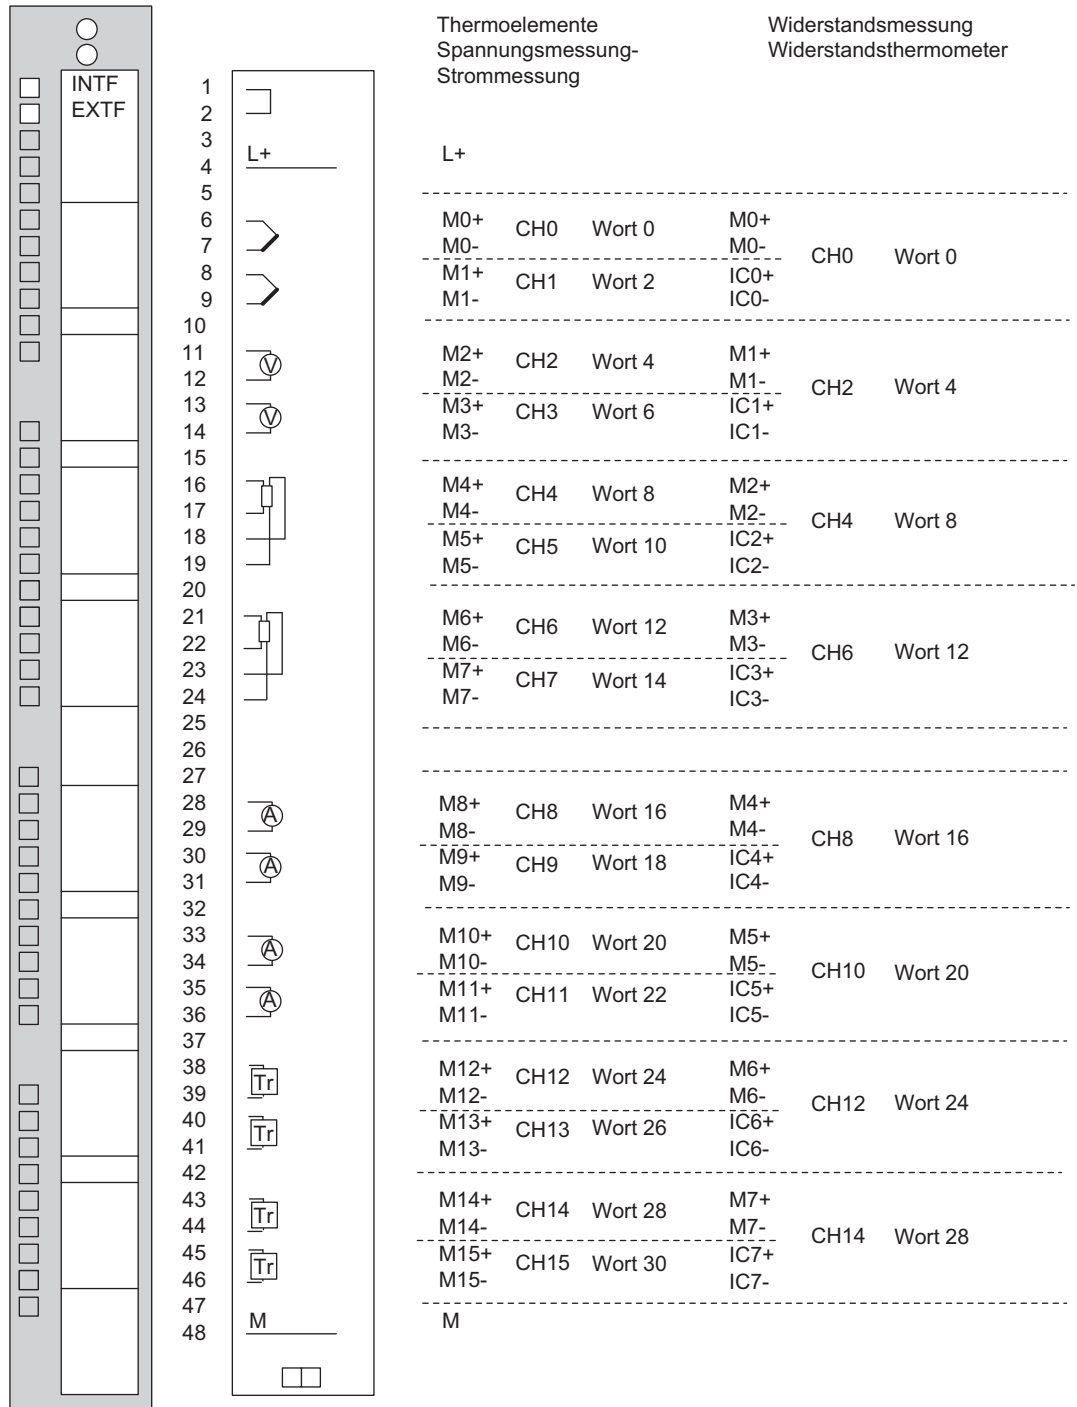 Thermoelemente Widerstandsmessung
Spannungsmessung- Widerstandsthermometer
Strommessung
INTF 1
EXTF 2
3
L+ L+
4
5
6 M0+ CH0 Wort 0 M0+
7 M0- M0-
CH0 Wort 0
8 M1+ CH1 Wort 2 IC0+
9 M1- IC0-
10
11 V M2+ CH2 Wort 4 M1+
12 M2- M1-
CH2 Wort 4
13 V M3+ CH3 Wort 6 IC1+
14 M3- IC1-
15
16 M4+ CH4 Wort 8 M2+
17 M4- M2-
CH4 Wort 8
18 M5+ CH5 Wort 10 IC2+
19 M5- IC2-
20
21 M6+ CH6 Wort 12 M3+
22 M6- M3-
CH6 Wort 12
23 M7+ CH7 Wort 14 IC3+
24 M7- IC3-
25
26
27
28 A M8+ CH8 Wort 16 M4+
29 M8- M4-
CH8 Wort 16
30 A M9+ CH9 Wort 18 IC4+
31 M9- IC4-
32
33 A M10+ CH10 Wort 20 M5+
34 M10- M5-
CH10 Wort 20
35 A M11+ CH11 Wort 22 IC5+
36 M11- IC5-
37
38 Tr M12+ CH12 Wort 24 M6+
39 M12- M6-
CH12 Wort 24
40 Tr M13+ CH13 Wort 26 IC6+
41 M13- IC6-
42
43 Tr M14+ CH14 Wort 28 M7+
44 M14- M7-
CH14 Wort 28
45 Tr M15+ CH15 Wort 30 IC7+
46 M15- IC7-
47
M M
48